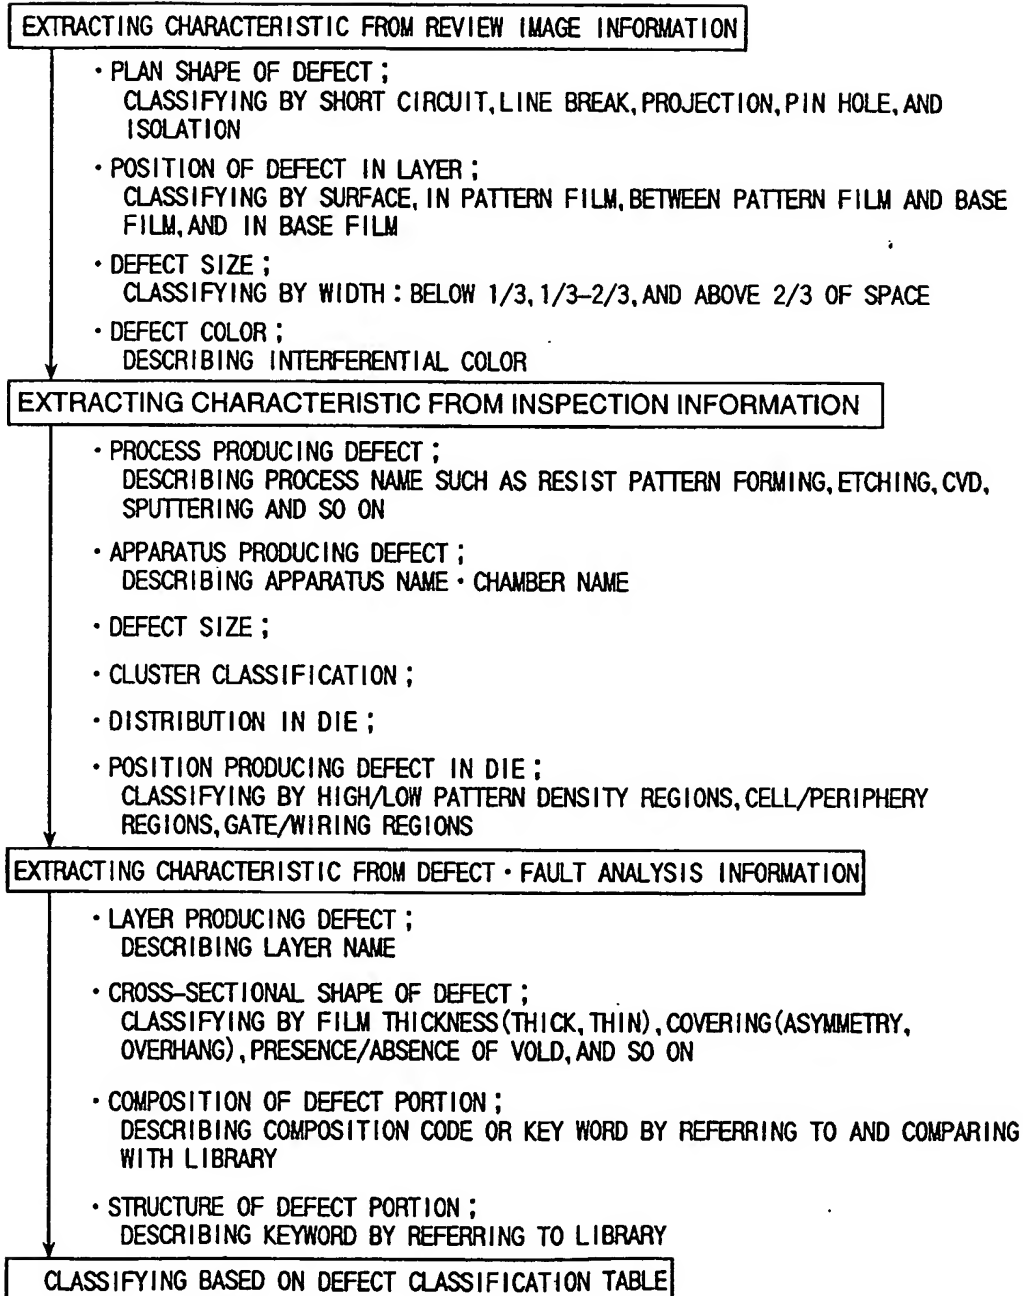 EXTRACTING CHARACTERISTIC FROM REVIEW IMAGE INFORMATION
・PLAN SHAPE OF DEFECT;
CLASSIFYING BY SHORT CIRCUIT, LINE BREAK, PROJECTION, PIN HOLE, AND
ISOLATION
・POSITION OF DEFECT IN LAYER;
CLASSIFYING BY SURFACE, IN PATTERN FILM, BETWEEN PATTERN FILM AND BASE
FILM, AND IN BASE FILM
・DEFECT SIZE;
CLASSIFYING BY WIDTH: BELOW 1/3, 1/3-2/3, AND ABOVE 2/3 OF SPACE
・DEFECT COLOR;
DESCRIBING INTERFERENTIAL COLOR
EXTRACTING CHARACTERISTIC FROM INSPECTION INFORMATION
・PROCESS PRODUCING DEFECT;
DESCRIBING PROCESS NAME SUCH AS RESIST PATTERN FORMING, ETCHING, CVD,
SPUTTERING AND SO ON
・APPARATUS PRODUCING DEFECT;
DESCRIBING APPARATUS NAME・CHAMBER NAME
・DEFECT SIZE;
・CLUSTER CLASSIFICATION;
・DISTRIBUTION IN DIE;
・POSITION PRODUCING DEFECT IN DIE;
CLASSIFYING BY HIGH/LOW PATTERN DENSITY REGIONS, CELL/PERIPHERY
REGIONS, GATE/WIRING REGIONS
EXTRACTING CHARACTERISTIC FROM DEFECT・FAULT ANALYSIS INFORMATION
・LAYER PRODUCING DEFECT;
DESCRIBING LAYER NAME
・CROSS-SECTIONAL SHAPE OF DEFECT;
CLASSIFYING BY FILM THICKNESS(THICK, THIN), COVERING(ASYMMETRY,
OVERHANG), PRESENCE/ABSENCE OF VOLD, AND SO ON
・COMPOSITION OF DEFECT PORTION;
DESCRIBING COMPOSITION CODE OR KEY WORD BY REFERRING TO AND COMPARING
WITH LIBRARY
・STRUCTURE OF DEFECT PORTION;
DESCRIBING KEYWORD BY REFERRING TO LIBRARY
CLASSIFYING BASED ON DEFECT CLASSIFICATION TABLE